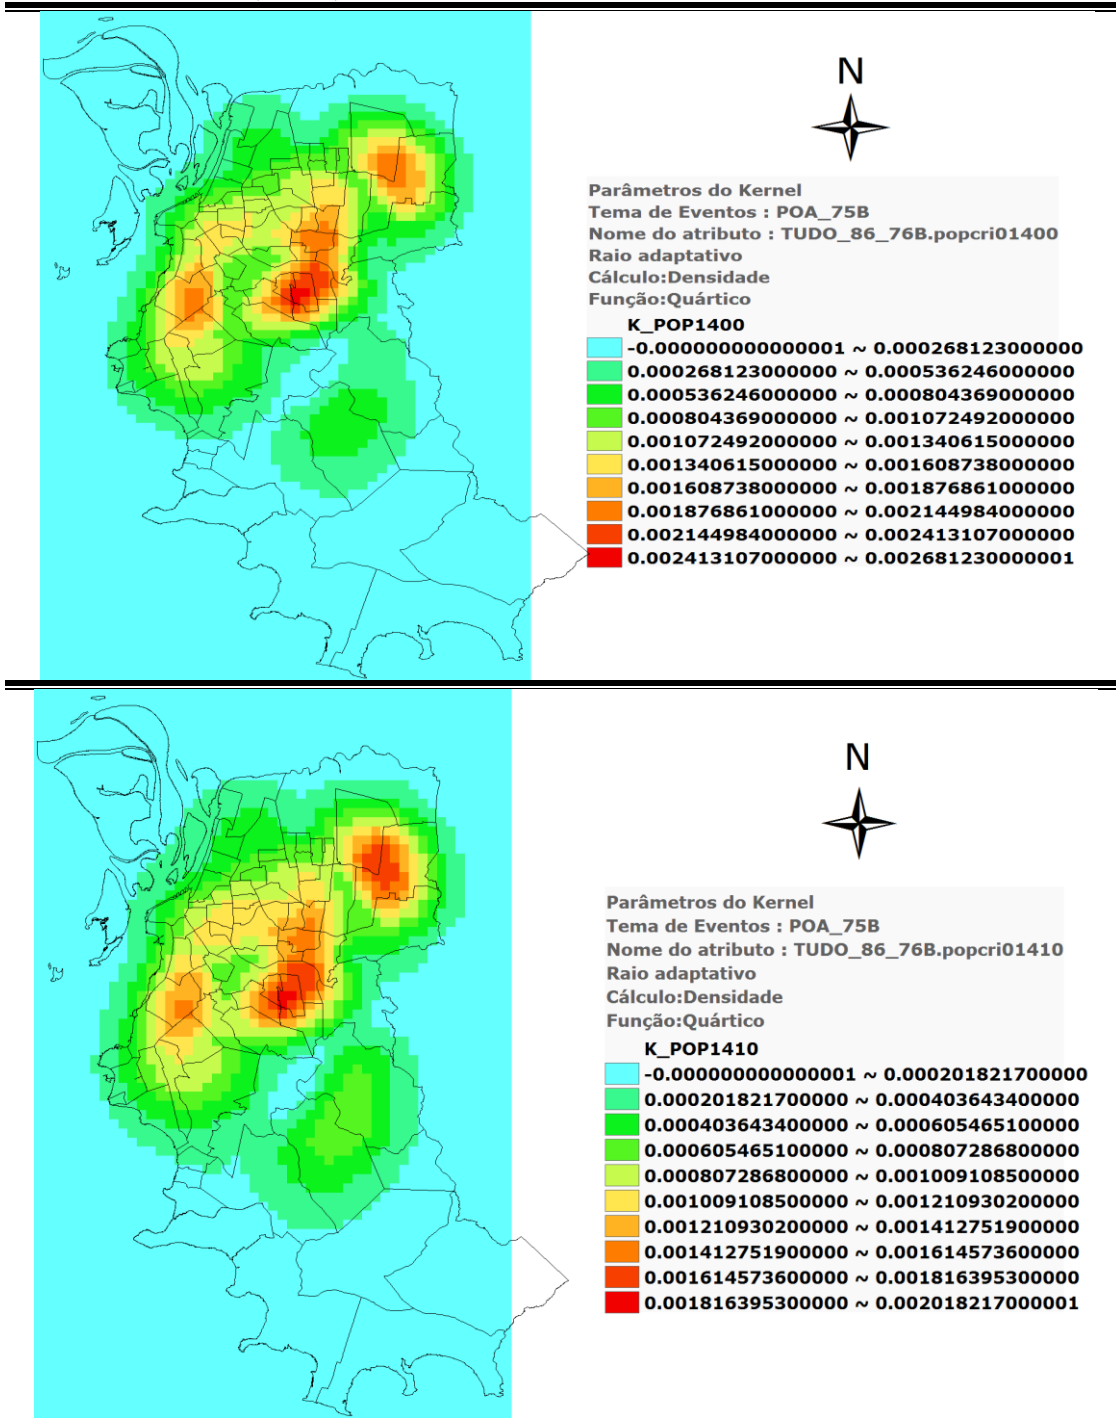 N
Parâmetros do Kernel
Tema de Eventos : POA_75B
Nome do atributo : TUDO_86_76B.popcri01400
Raio adaptativo
Cálculo:Densidade
Função:Quártico
K_POP1400
-0.000000000000001 ~ 0.000268123000000
0.000268123000000 ~ 0.000536246000000
0.000536246000000 ~ 0.000804369000000
0.000804369000000 ~ 0.001072492000000
0.001072492000000 ~ 0.001340615000000
0.001340615000000 ~ 0.001608738000000
0.001608738000000 ~ 0.001876861000000
0.001876861000000 ~ 0.002144984000000
0.002144984000000 ~ 0.002413107000000
0.002413107000000 ~ 0.002681230000001
N
Parâmetros do Kernel
Tema de Eventos : POA_75B
Nome do atributo : TUDO_86_76B.popcri01410
Raio adaptativo
Cálculo:Densidade
Função:Quártico
K_POP1410
-0.000000000000001 ~ 0.000201821700000
0.000201821700000 ~ 0.000403643400000
0.000403643400000 ~ 0.000605465100000
0.000605465100000 ~ 0.000807286800000
0.000807286800000 ~ 0.001009108500000
0.001009108500000 ~ 0.001210930200000
0.001210930200000 ~ 0.001412751900000
0.001412751900000 ~ 0.001614573600000
0.001614573600000 ~ 0.001816395300000
0.001816395300000 ~ 0.002018217000001